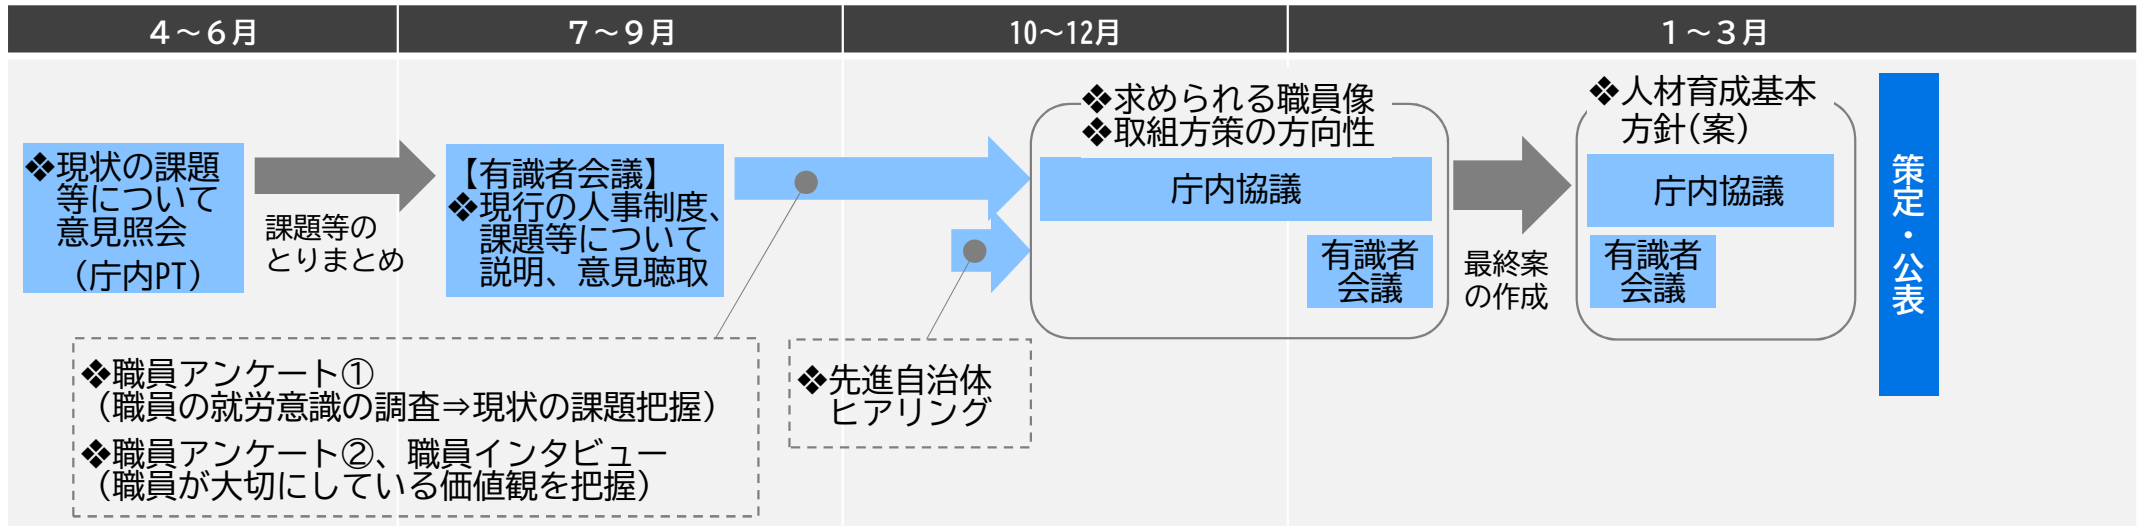 ４～６月
７～９月
10～12月
１～３月
❖現状の課題
等について
意見照会
（庁内PT）
課題等の
とりまとめ
【有識者会議】
❖現行の人事制度、
課題等について
説明、意見聴取
❖求められる職員像
❖取組方策の方向性
庁内協議
有識者
会議
最終案
の作成
❖人材育成基本
方針(案)
庁内協議
有識者
会議
策定・公表
❖職員アンケート①
（職員の就労意識の調査⇒現状の課題把握）
❖職員アンケート②、職員インタビュー
（職員が大切にしている価値観を把握）
❖先進自治体
ヒアリング